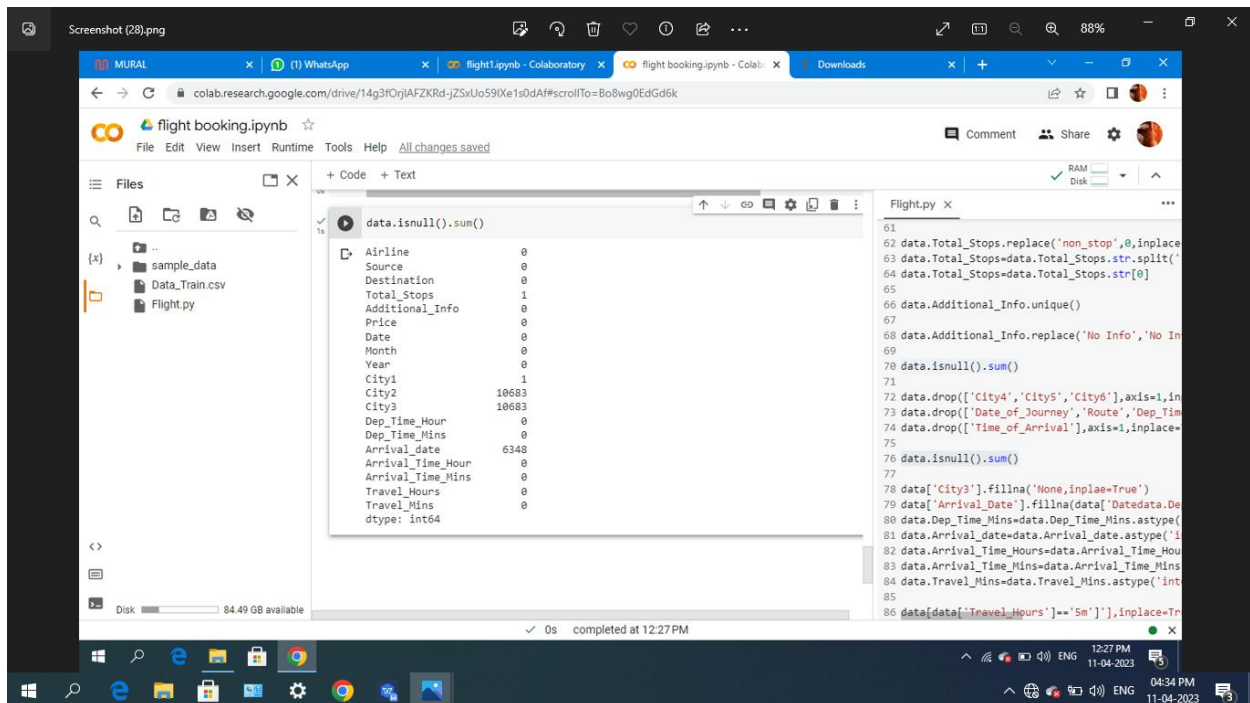 Screenshot (28).png
88%
MURAL
(1) WhatsApp
flight1.ipynb - Colaboratory
flight booking.ipynb - Colab
Downloads
colab.research.google.com/drive/14g3fOrjlAFZKRd-jZSxUo59lXe1s0dAf#scrollTo=Bo8wg0EdGd6k
flight booking.ipynb
Comment
Share
File Edit View Insert Runtime Tools Help All changes saved
Files
+ Code + Text
RAM
Disk
..
sample_data
Data_Train.csv
Flight.py
{x}
0s
1s
data.isnull().sum()
Airline 0
Source 0
Destination 0
Total_Stops 1
Additional_Info 0
Price 0
Date 0
Month 0
Year 0
City1 1
City2 10683
City3 10683
Dep_Time_Hour 0
Dep_Time_Mins 0
Arrival_date 6348
Arrival_Time_Hour 0
Arrival_Time_Mins 0
Travel_Hours 0
Travel_Mins 0
dtype: int64
Flight.py
61
62 data.Total_Stops.replace('non_stop',0,inplace
63 data.Total_Stops=data.Total_Stops.str.split('
64 data.Total_Stops=data.Total_Stops.str[0]
65
66 data.Additional_Info.unique()
67
68 data.Additional_Info.replace('No Info','No In
69
70 data.isnull().sum()
71
72 data.drop(['City4','City5','City6'],axis=1,in
73 data.drop(['Date_of_Journey','Route','Dep_Tim
74 data.drop(['Time_of_Arrival'],axis=1,inplace=
75
76 data.isnull().sum()
77
78 data['City3'].fillna('None,inplae=True')
79 data['Arrival_Date'].fillna(data['Datedata.De
80 data.Dep_Time_Mins=data.Dep_Time_Mins.astype(
81 data.Arrival_date=data.Arrival_date.astype('i
82 data.Arrival_Time_Hours=data.Arrival_Time_Hou
83 data.Arrival_Time_Mins=data.Arrival_Time_Mins
84 data.Travel_Mins=data.Travel_Mins.astype('int
85
86 data[data['Travel_Hours']=='5m']'],inplace=Tr
Disk 84.49 GB available
0s completed at 12:27 PM
ENG
12:27 PM
11-04-2023
5
ENG
04:34 PM
11-04-2023
3